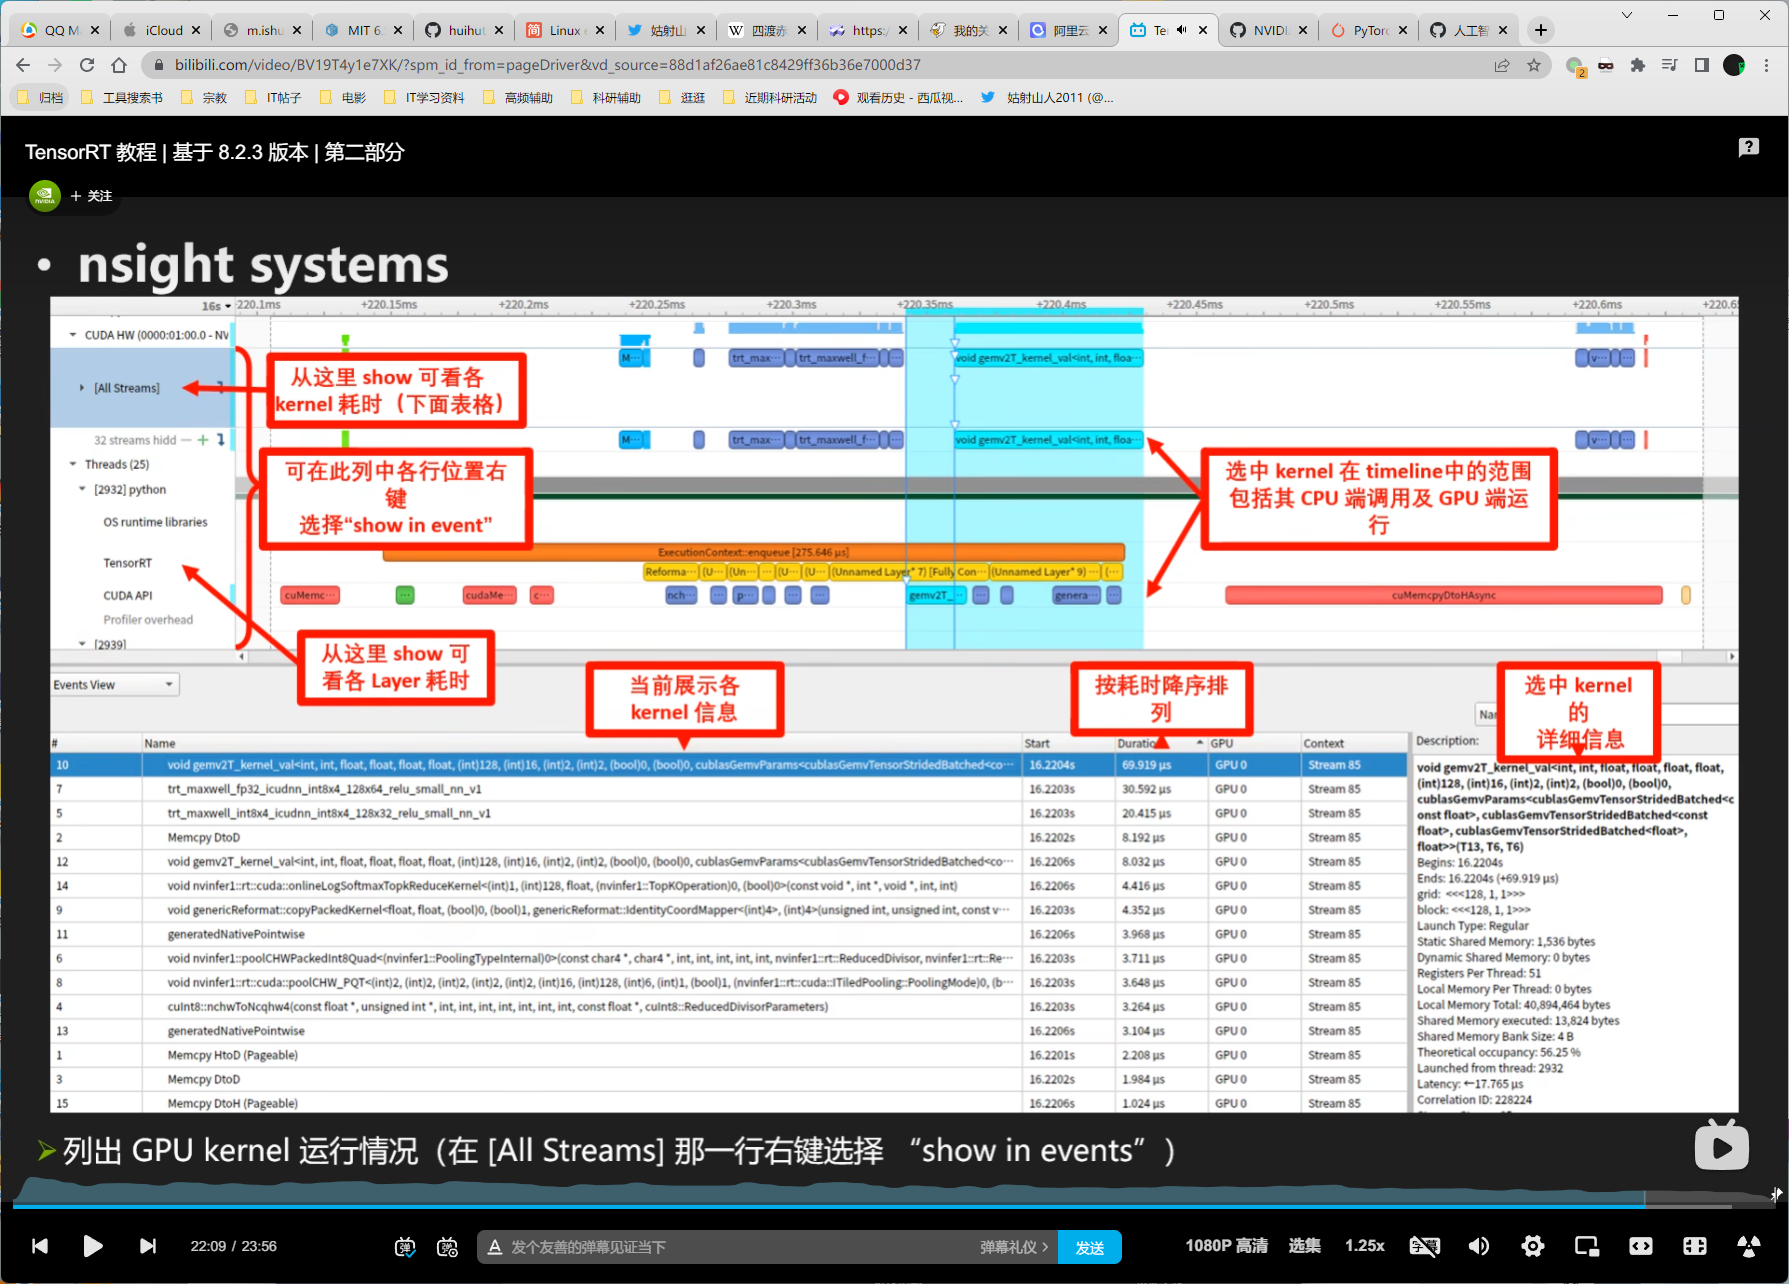 QQ M
iCloud
m.ishu
MIT 6.
huihut
Linux
姑射山
四渡赤
https:/
我的关
阿里云
Te
NVIDI
PyTorc
人工智
bilibili.com/video/BV19T4y1e7XK/?spm_id_from=pageDriver&vd_source=88d1af26ae81c8429ff36b36e7000d37
归档
工具搜索书
宗教
IT帖子
电影
IT学习资料
高频辅助
科研辅助
逛逛
近期科研活动
观看历史 - 西瓜视...
姑射山人2011 (@...
TensorRT 教程 | 基于 8.2.3 版本 | 第二部分
+ 关注
• nsight systems
16s
+220.1ms
+220.15ms
+220.2ms
+220.25ms
+220.3ms
+220.35ms
+220.4ms
+220.45ms
+220.5ms
+220.55ms
+220.6ms
+220.65
CUDA HW (0000:01:00.0 - NV
M···
trt_max···
trt_maxwell_f···
void gemv2T_kernel_val<int, int, floa···
v···
[All Streams]
从这里 show 可看各
kernel 耗时（下面表格）
32 streams hidd
M···
trt_max···
trt_maxwell_f···
void gemv2T_kernel_val<int, int, floa···
v···
Threads (25)
[2932] python
可在此列中各行位置右
键
选择“show in event”
选中 kernel 在 timeline中的范围
包括其 CPU 端调用及 GPU 端运
行
OS runtime libraries
TensorRT
ExecutionContext::enqueue [275.646 µs]
Reforma···
(U···
(Un···
(U···
(U···
(Unnamed Layer* 7) [Fully Con···
(Unnamed Layer* 9) ···
(···
CUDA API
cuMemc···
cudaMe···
c···
nch···
p···
gemv2T_···
genera···
cuMemcpyDtoHAsync
Profiler overhead
[2939]
从这里 show 可
看各 Layer 耗时
Events View
当前展示各
kernel 信息
按耗时降序排
列
选中 kernel
的
详细信息
Nan
# Name Start Duratio GPU Context
10 void gemv2T_kernel_val<int, int, float, float, float, float, (int)128, (int)16, (int)2, (int)2, (bool)0, (bool)0, cublasGemvParams<cublasGemvTensorStridedBatched<co··· 16.2204s 69.919 µs GPU 0 Stream 85
7 trt_maxwell_fp32_icudnn_int8x4_128x64_relu_small_nn_v1 16.2203s 30.592 µs GPU 0 Stream 85
5 trt_maxwell_int8x4_icudnn_int8x4_128x32_relu_small_nn_v1 16.2203s 20.415 µs GPU 0 Stream 85
2 Memcpy DtoD 16.2202s 8.192 µs GPU 0 Stream 85
12 void gemv2T_kernel_val<int, int, float, float, float, float, (int)128, (int)16, (int)2, (int)2, (bool)0, (bool)0, cublasGemvParams<cublasGemvTensorStridedBatched<co··· 16.2206s 8.032 µs GPU 0 Stream 85
14 void nvinfer1::rt::cuda::onlineLogSoftmaxTopkReduceKernel<(int)1, (int)128, float, (nvinfer1::TopKOperation)0, (bool)0>(const void *, int *, void *, int, int) 16.2206s 4.416 µs GPU 0 Stream 85
9 void genericReformat::copyPackedKernel<float, float, (bool)0, (bool)1, genericReformat::IdentityCoordMapper<(int)4>, (int)4>(unsigned int, unsigned int, const v··· 16.2203s 4.352 µs GPU 0 Stream 85
11 generatedNativePointwise 16.2206s 3.968 µs GPU 0 Stream 85
6 void nvinfer1::poolCHWPackedInt8Quad<(nvinfer1::PoolingTypeInternal)0>(const char4 *, char4 *, int, int, int, int, int, nvinfer1::rt::ReducedDivisor, nvinfer1::rt::Re··· 16.2203s 3.711 µs GPU 0 Stream 85
8 void nvinfer1::rt::cuda::poolCHW_PQT<(int)2, (int)2, (int)2, (int)2, (int)16, (int)128, (int)6, (int)1, (bool)1, (nvinfer1::rt::cuda::ITiledPooling::PoolingMode)0, (b··· 16.2203s 3.648 µs GPU 0 Stream 85
4 cuInt8::nchwToNcqhw4(const float *, unsigned int *, int, int, int, int, int, int, const float *, cuInt8::ReducedDivisorParameters) 16.2203s 3.264 µs GPU 0 Stream 85
13 generatedNativePointwise 16.2206s 3.104 µs GPU 0 Stream 85
1 Memcpy HtoD (Pageable) 16.2201s 2.208 µs GPU 0 Stream 85
3 Memcpy DtoD 16.2202s 1.984 µs GPU 0 Stream 85
15 Memcpy DtoH (Pageable) 16.2206s 1.024 µs GPU 0 Stream 85
Description:
void gemv2T_kernel_val<int, int, float, float, float, float,
(int)128, (int)16, (int)2, (int)2, (bool)0, (bool)0,
cublasGemvParams<cublasGemvTensorStridedBatched<c
onst float>, cublasGemvTensorStridedBatched<const
float>, cublasGemvTensorStridedBatched<float>,
float>>(T13, T6, T6)
Begins: 16.2204s
Ends: 16.2204s (+69.919 µs)
grid: <<<128, 1, 1>>>
block: <<<128, 1, 1>>>
Launch Type: Regular
Static Shared Memory: 1,536 bytes
Dynamic Shared Memory: 0 bytes
Registers Per Thread: 51
Local Memory Per Thread: 0 bytes
Local Memory Total: 40,894,464 bytes
Shared Memory executed: 13,824 bytes
Shared Memory Bank Size: 4 B
Theoretical occupancy: 56.25 %
Launched from thread: 2932
Latency: ←17.765 µs
Correlation ID: 228224
➢列出 GPU kernel 运行情况（在 [All Streams] 那一行右键选择 “show in events”）
22:09 / 23:56
发个友善的弹幕见证当下
弹幕礼仪 >
发送
1080P 高清
选集
1.25x